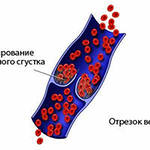 рование
ного сгустка
Отрезок ве